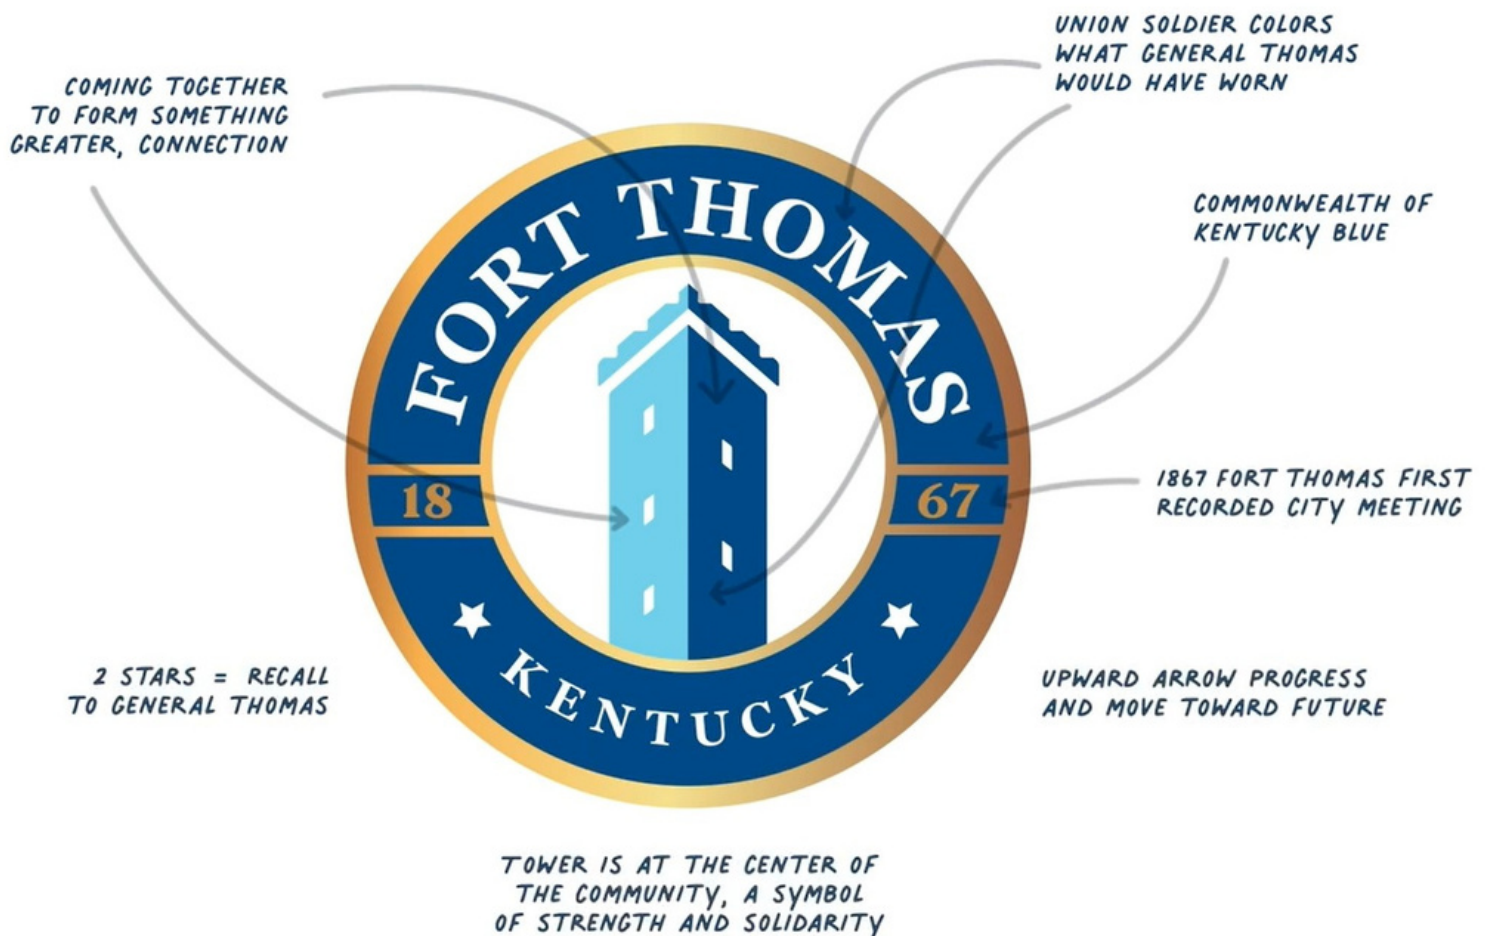 UNION SOLDIER COLORS
WHAT GENERAL THOMAS
WOULD HAVE WORN
COMING TOGETHER
TO FORM SOMETHING
GREATER, CONNECTION
COMMONWEALTH OF
KENTUCKY BLUE
FORT THOMAS
18
67
KENTUCKY
1867 FORT THOMAS FIRST
RECORDED CITY MEETING
2 STARS = RECALL
TO GENERAL THOMAS
UPWARD ARROW PROGRESS
AND MOVE TOWARD FUTURE
TOWER IS AT THE CENTER OF
THE COMMUNITY, A SYMBOL
OF STRENGTH AND SOLIDARITY